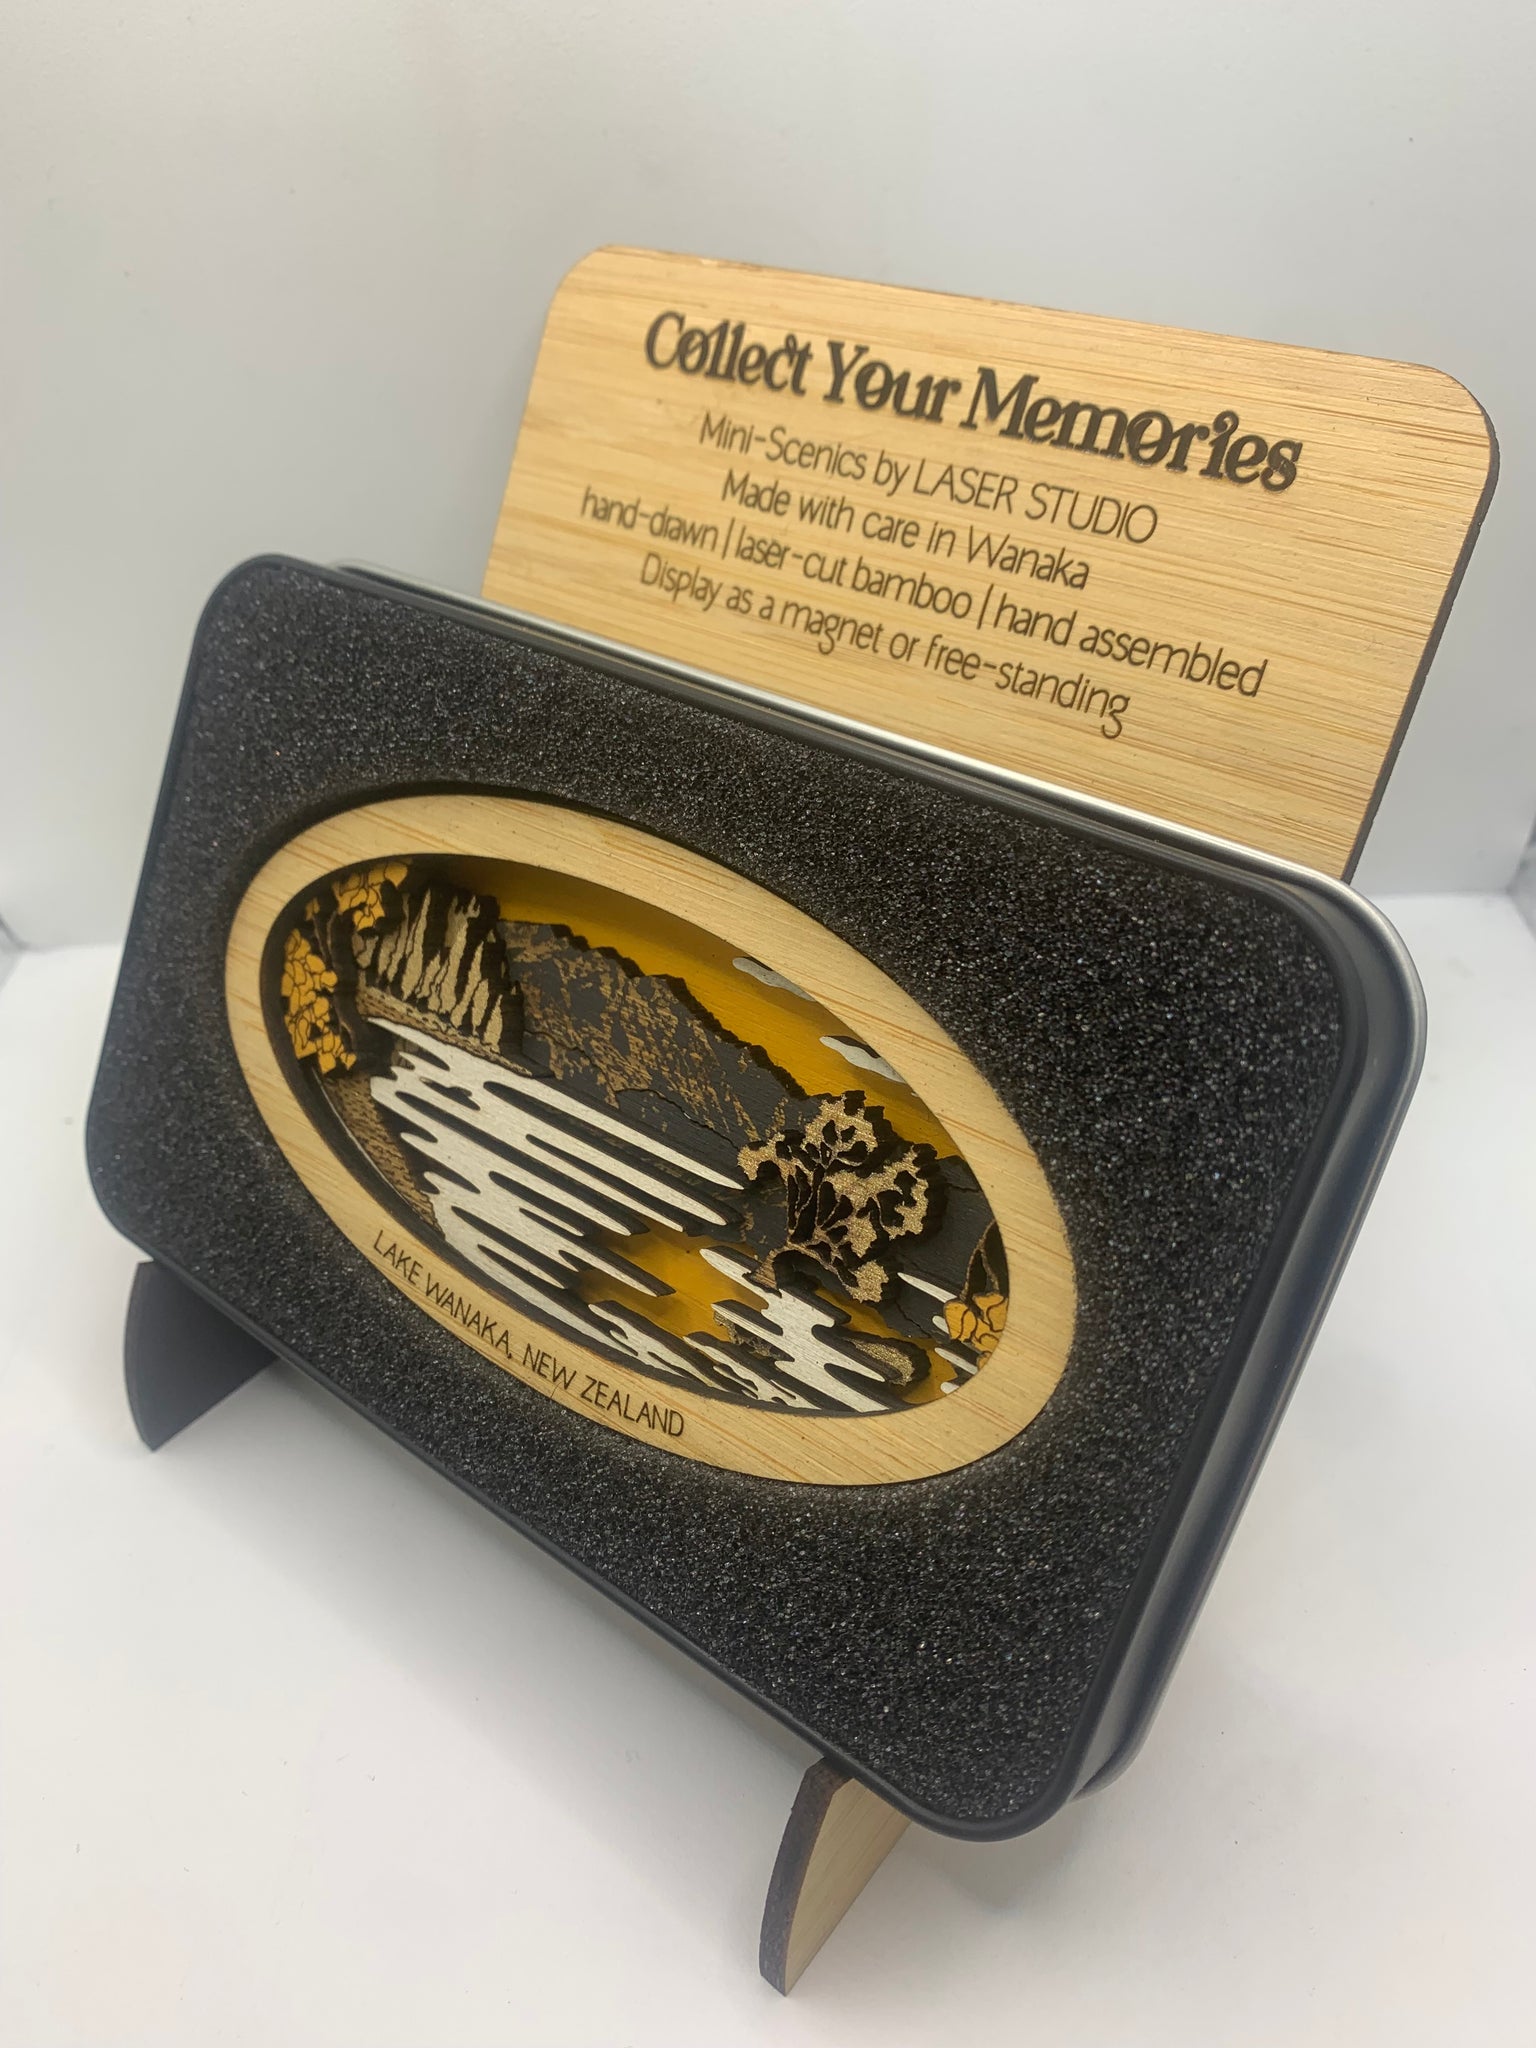 Collect Your Memories
Mini-Scenics by LASER STUDIO
Made with care in Wanaka
hand-drawn | laser-cut bamboo | hand assembled
Display as a magnet or free-standing
LAKE WANAKA, NEW ZEALAND